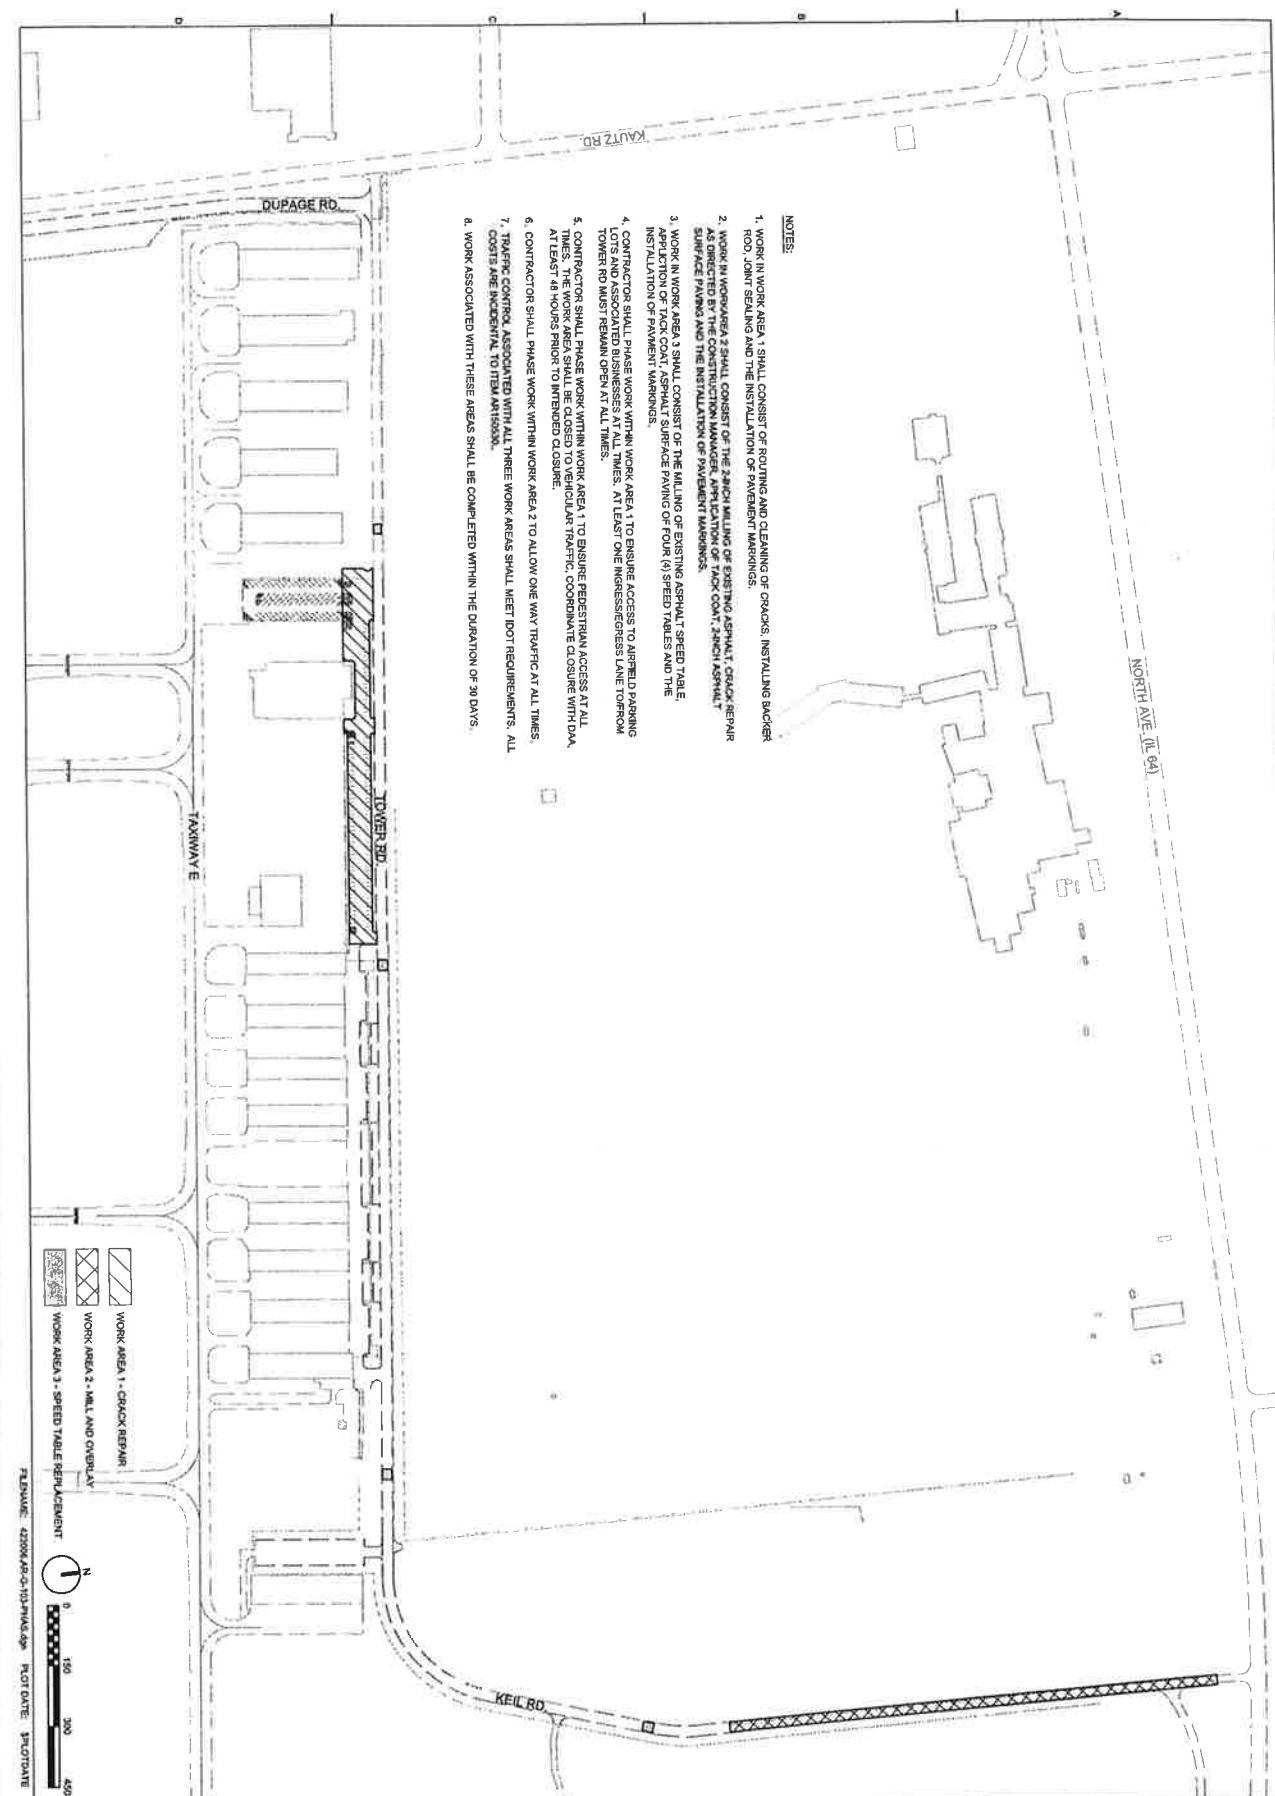 NOTES:
1. WORK IN WORK AREA 1 SHALL CONSIST OF ROUTING AND CLEANING OF CRACKS, INSTALLING BACKER
ROD, JOINT SEALING AND THE INSTALLATION OF PAVEMENT MARKINGS.
2. WORK IN WORKAREA 2 SHALL CONSIST OF THE 2-INCH MILLING OF EXISTING ASPHALT, CRACK REPAIR
AS DIRECTED BY THE CONSTRUCTION MANAGER, APPLICATION OF TACK COAT, 2-INCH ASPHALT
SURFACE PAVING AND THE INSTALLATION OF PAVEMENT MARKINGS.
3. WORK IN WORK AREA 3 SHALL CONSIST OF THE MILLING OF EXISTING ASPHALT SPEED TABLE,
APPLICTION OF TACK COAT, ASPHALT SURFACE PAVING OF FOUR (4) SPEED TABLES AND THE
INSTALLATION OF PAVMENT MARKINGS.
4. CONTRACTOR SHALL PHASE WORK WITHIN WORK AREA 1 TO ENSURE ACCESS TO AIRFIELD PARKING
LOTS AND ASSOCIATED BUSINESSES AT ALL TIMES. AT LEAST ONE INGRESS/EGRESS LANE TO/FROM
TOWER RD MUST REMAIN OPEN AT ALL TIMES.
5. CONTRACTOR SHALL PHASE WORK WITHIN WORK AREA 1 TO ENSURE PEDESTRIAN ACCESS AT ALL
TIMES. THE WORK AREA SHALL BE CLOSED TO VEHICULAR TRAFFIC, COORDINATE CLOSURE WITH DAA,
AT LEAST 48 HOURS PRIOR TO INTENDED CLOSURE.
6. CONTRACTOR SHALL PHASE WORK WITHIN WORK AREA 2 TO ALLOW ONE WAY TRAFFIC AT ALL TIMES.
7. TRAFFIC CONTROL ASSOCIATED WITH ALL THREE WORK AREAS SHALL MEET IDOT REQUIREMENTS. ALL
COSTS ARE INCIDENTAL TO ITEM AR150530.
8. WORK ASSOCIATED WITH THESE AREAS SHALL BE COMPLETED WITHIN THE DURATION OF 30 DAYS.
A
B
C
D
NORTH AVE. (IL 64)
KAUTZ RD.
DUPAGE RD.
TOWER RD.
TAXIWAY E
KEIL RD.
WORK AREA 1 - CRACK REPAIR
WORK AREA 2 - MILL AND OVERLAY
WORK AREA 3 - SPEED TABLE REPLACEMENT
N
0 150 300 450
PLOT DATE: $PLOTDATE